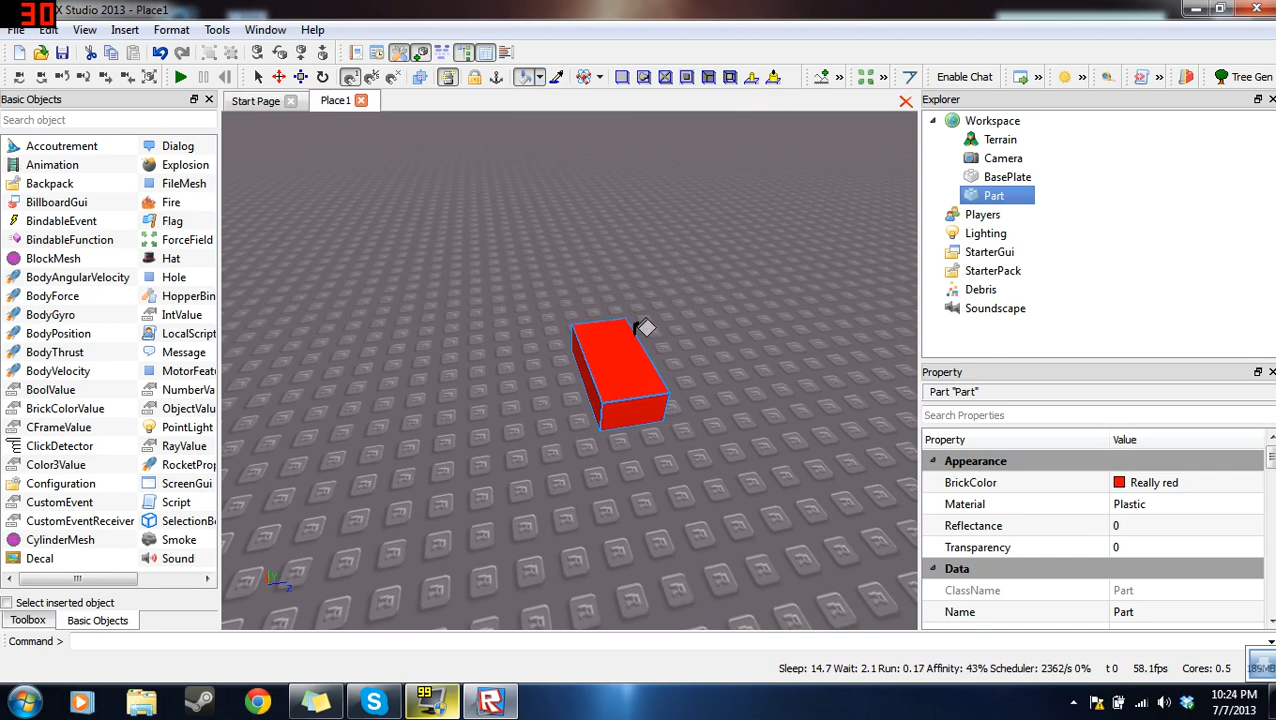 30
X Studio 2013 - Place1
File Edit View Insert Format Tools Window Help
Enable Chat
Tree Gen
Basic Objects
Start Page
Place1
Explorer
Search object
Accoutrement
Dialog
Animation
Explosion
Backpack
FileMesh
BillboardGui
Fire
BindableEvent
Flag
BindableFunction
ForceField
BlockMesh
Hat
BodyAngularVelocity
Hole
BodyForce
HopperBin
BodyGyro
IntValue
BodyPosition
LocalScript
BodyThrust
Message
BodyVelocity
MotorFeat
BoolValue
NumberVa
BrickColorValue
ObjectValu
CFrameValue
PointLight
ClickDetector
RayValue
Color3Value
RocketProp
Configuration
ScreenGui
CustomEvent
Script
CustomEventReceiver
SelectionBo
CylinderMesh
Smoke
Decal
Sound
Select inserted object
Toolbox
Basic Objects
Workspace
Terrain
Camera
BasePlate
Part
Players
Lighting
StarterGui
StarterPack
Debris
Soundscape
Property
Part "Part"
Search Properties
Property Value
Appearance
BrickColor Really red
Material Plastic
Reflectance 0
Transparency 0
Data
ClassName Part
Name Part
Command >
Sleep: 14.7 Wait: 2.1 Run: 0.17 Affinity: 43% Scheduler: 2362/s 0% t 0 58.1fps Cores: 0.5 189MB
99
10:24 PM
7/7/2013